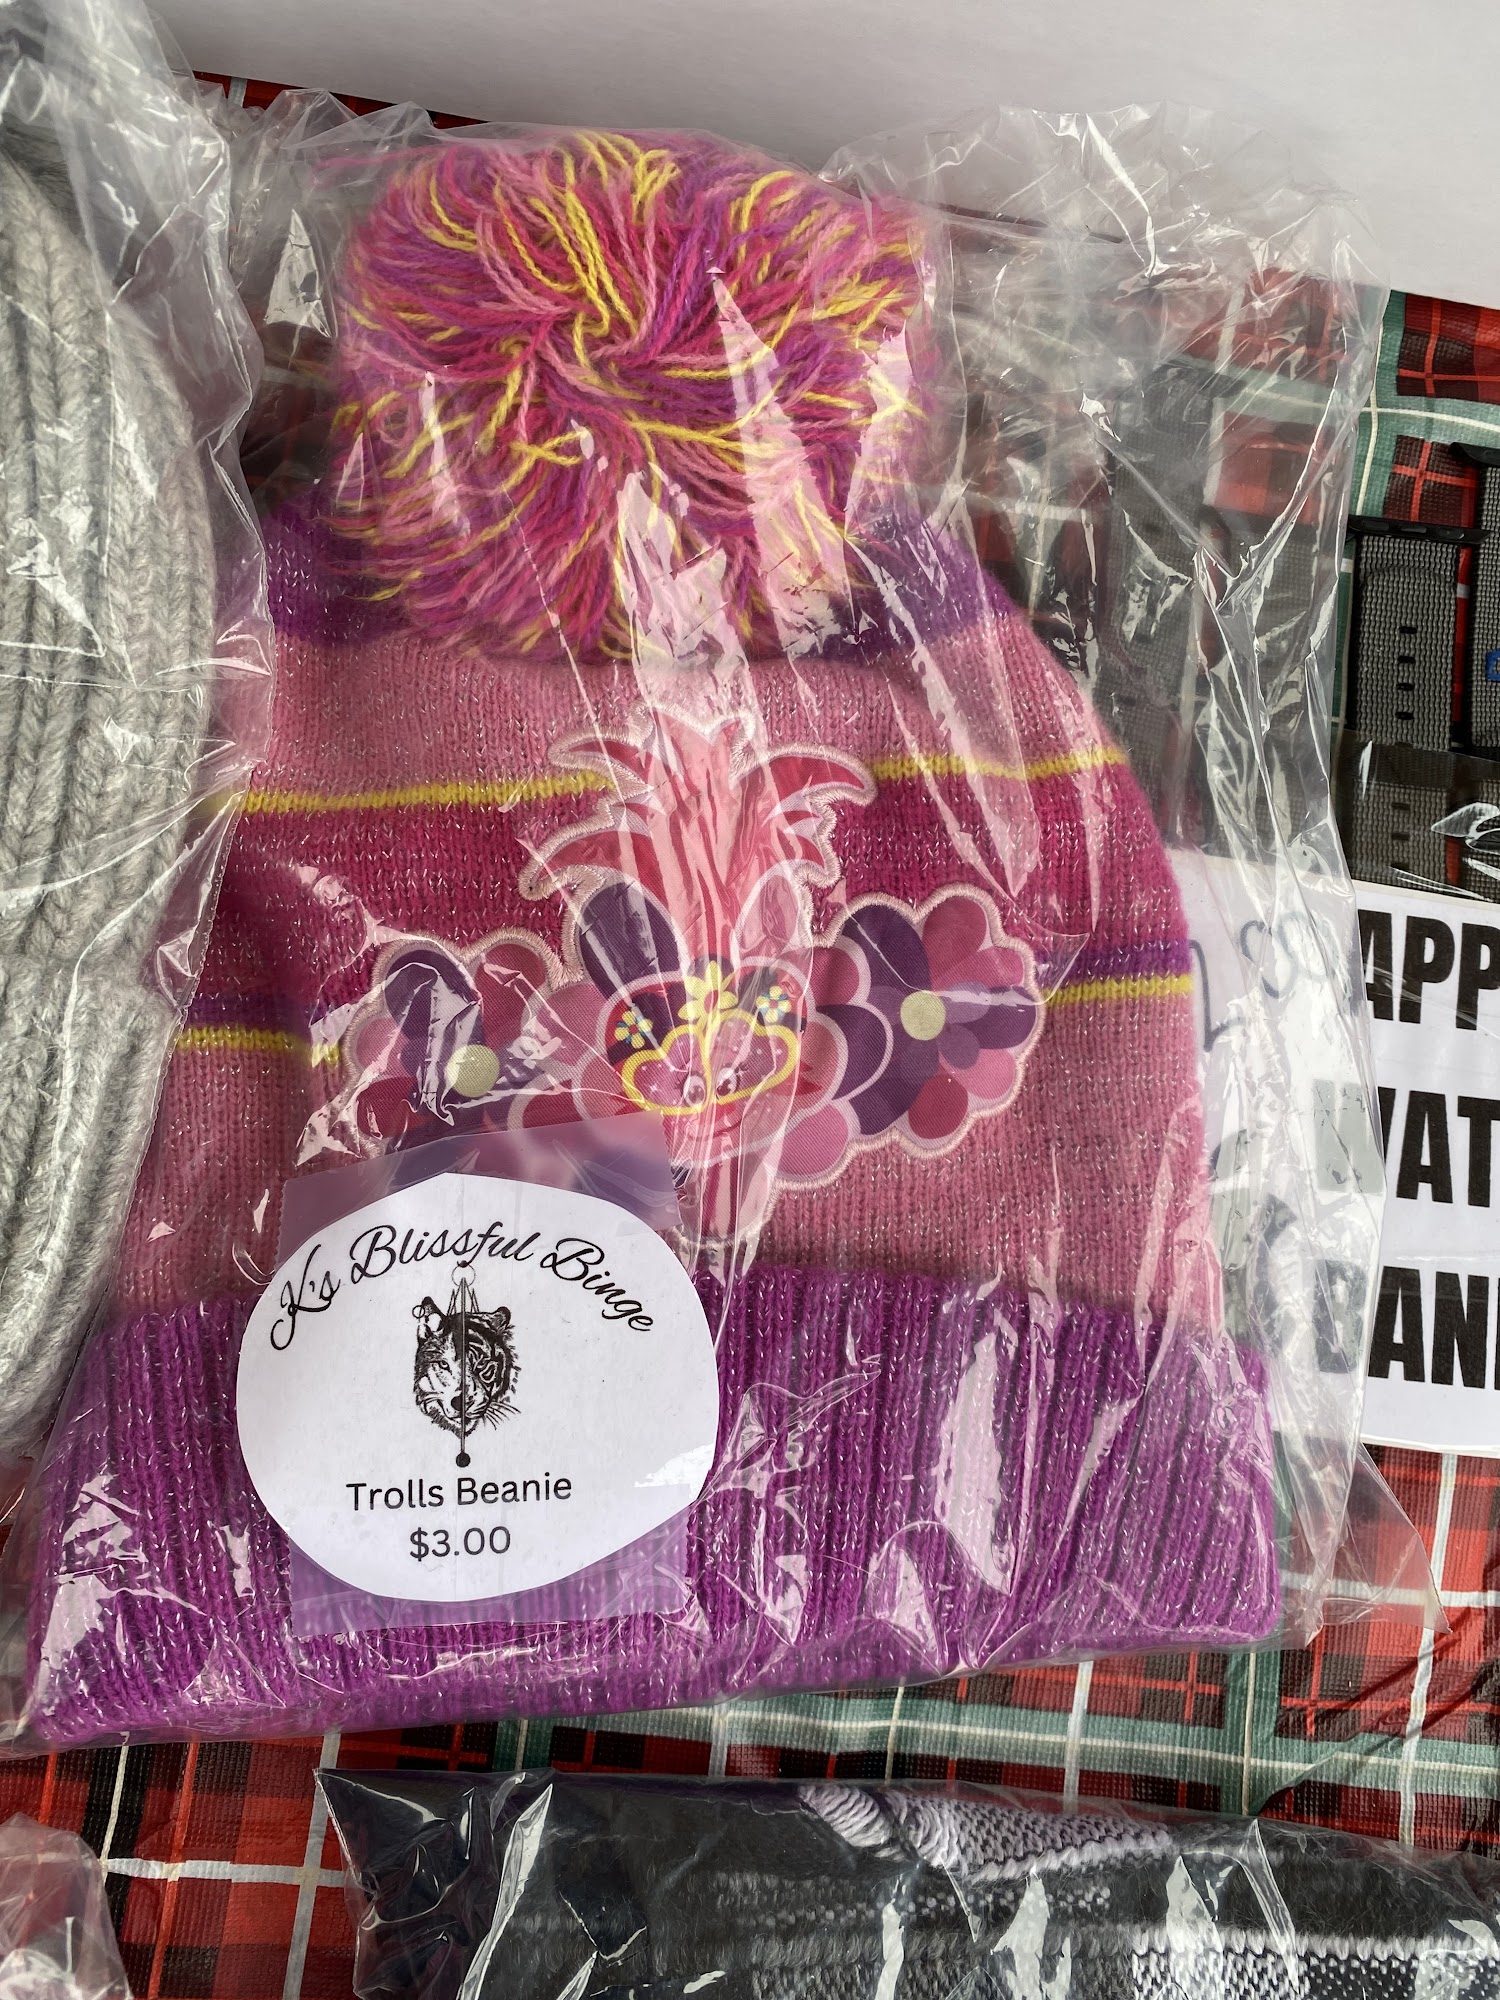 K's Blissful Binge
Trolls Beanie
$3.00
APP
WAT
BAN